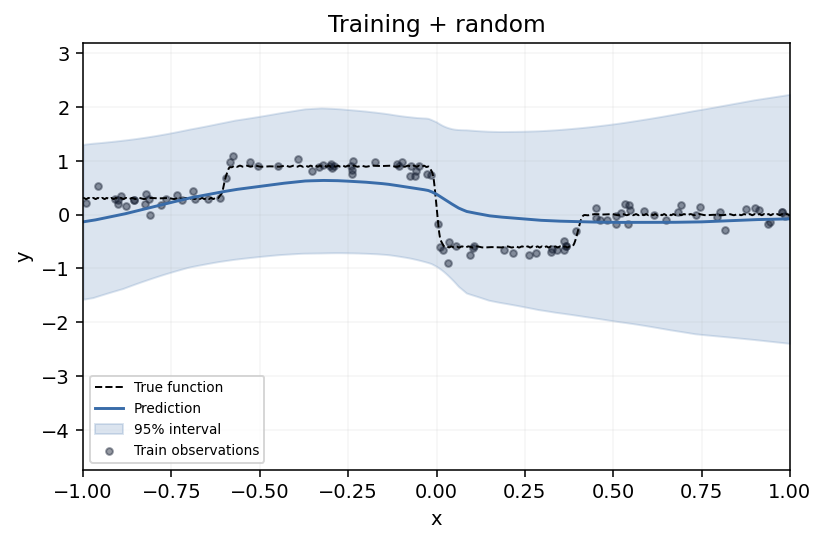 Training + random
3
2
1
0
−1
−2
−3
−4
y
True function
Prediction
95% interval
Train observations
−1.00 −0.75 −0.50 −0.25 0.00 0.25 0.50 0.75 1.00
x